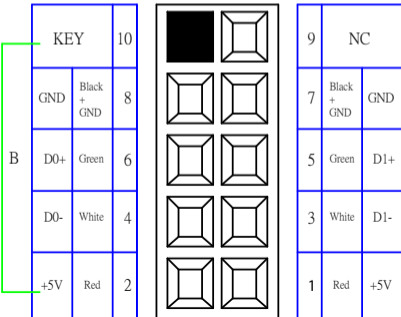 KEY 10 9 NC
GND Black + GND 8 7 Black + GND GND
B D0+ Green 6 5 Green D1+
D0- White 4 3 White D1-
+5V Red 2 1 Red +5V